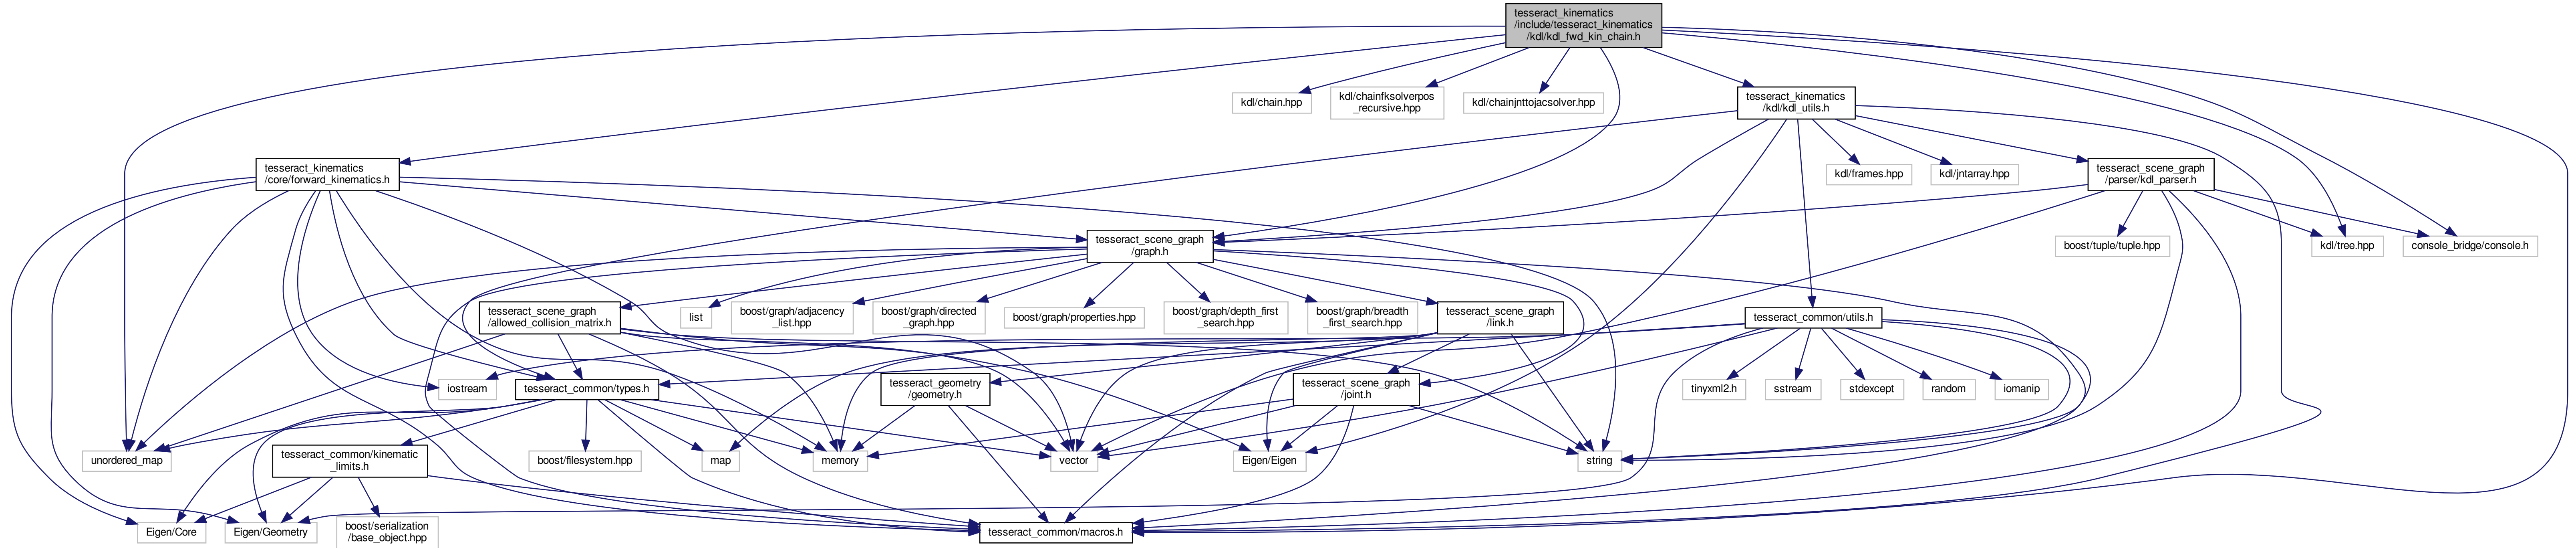 tesseract_kinematics
/include/tesseract_kinematics
/kdl/kdl_fwd_kin_chain.h
kdl/chain.hpp
kdl/chainfksolverpos
_recursive.hpp
kdl/chainjnttojacsolver.hpp
tesseract_kinematics
/kdl/kdl_utils.h
tesseract_kinematics
/core/forward_kinematics.h
kdl/frames.hpp
kdl/jntarray.hpp
tesseract_scene_graph
/parser/kdl_parser.h
tesseract_scene_graph
/graph.h
boost/tuple/tuple.hpp
kdl/tree.hpp
console_bridge/console.h
tesseract_scene_graph
/allowed_collision_matrix.h
list
boost/graph/adjacency
_list.hpp
boost/graph/directed
_graph.hpp
boost/graph/properties.hpp
boost/graph/depth_first
_search.hpp
boost/graph/breadth
_first_search.hpp
tesseract_scene_graph
/link.h
tesseract_common/utils.h
iostream
tesseract_common/types.h
tesseract_geometry
/geometry.h
tesseract_scene_graph
/joint.h
tinyxml2.h
sstream
stdexcept
random
iomanip
unordered_map
tesseract_common/kinematic
_limits.h
boost/filesystem.hpp
map
memory
vector
Eigen/Eigen
string
Eigen/Core
Eigen/Geometry
boost/serialization
/base_object.hpp
tesseract_common/macros.h